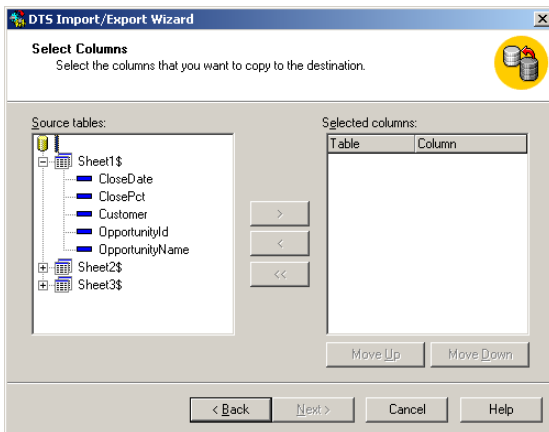 DTS Import/Export Wizard
Select Columns
Select the columns that you want to copy to the destination.
Source tables:
Sheet1$
CloseDate
ClosePct
Customer
OpportunityId
OpportunityName
Sheet2$
Sheet3$
>
<
<<
Selected columns:
Table Column
Move Up Move Down
< Back Next > Cancel Help